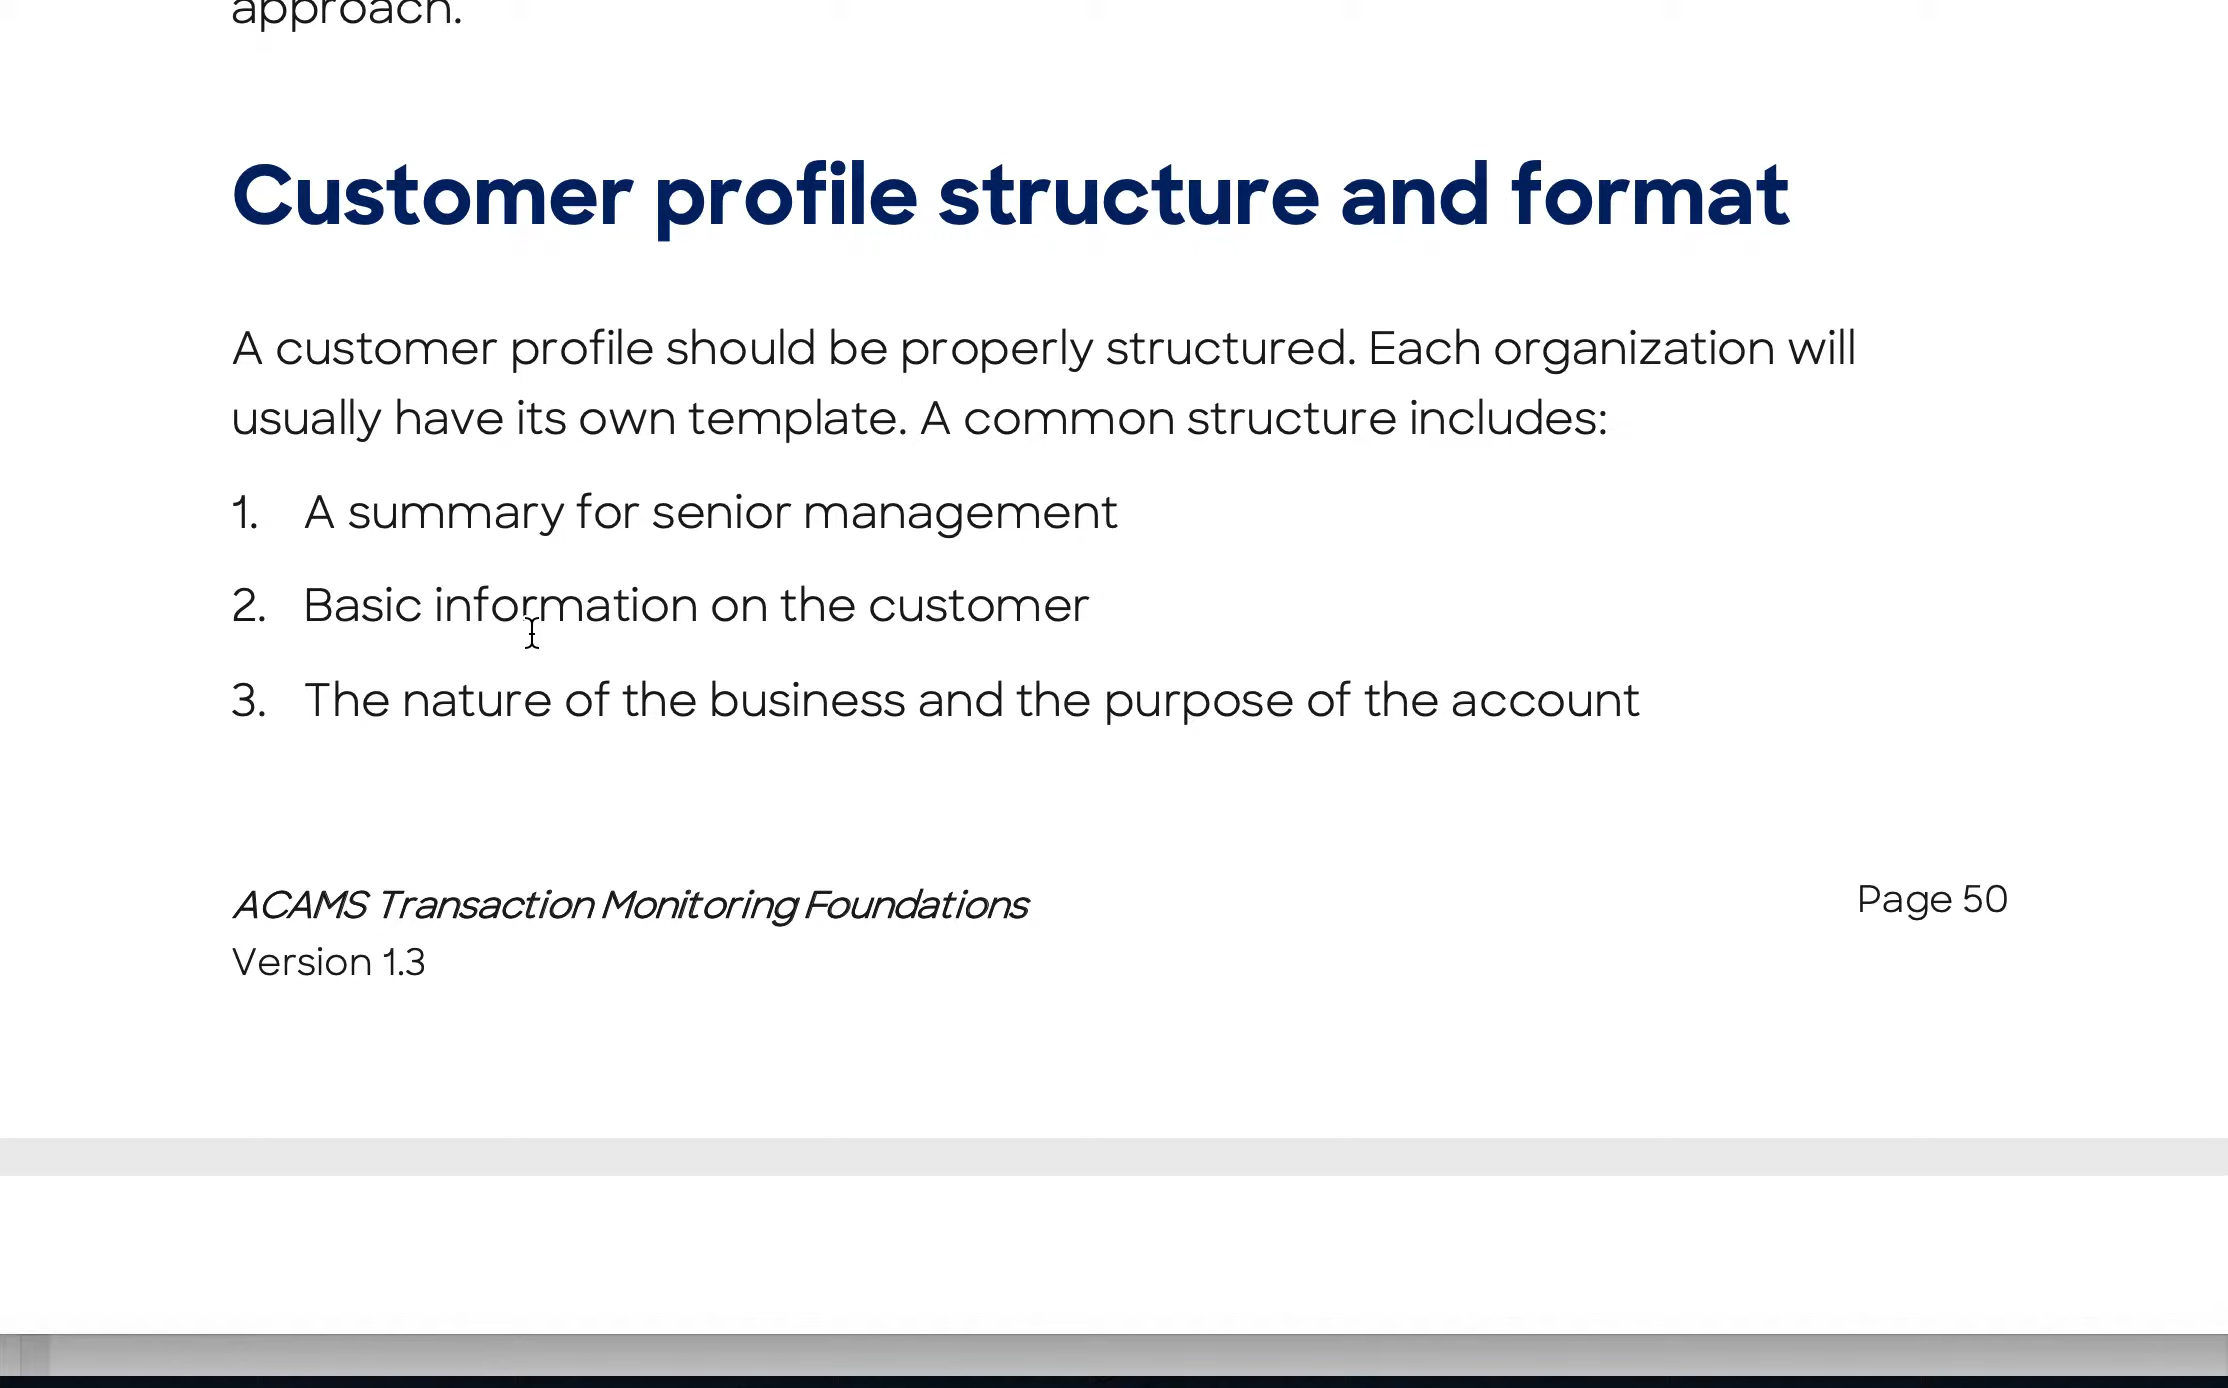 approach.
Customer profile structure and format
A customer profile should be properly structured. Each organization will
usually have its own template. A common structure includes:
1. A summary for senior management
2. Basic information on the customer
3. The nature of the business and the purpose of the account
ACAMS Transaction Monitoring Foundations
Page 50
Version 1.3